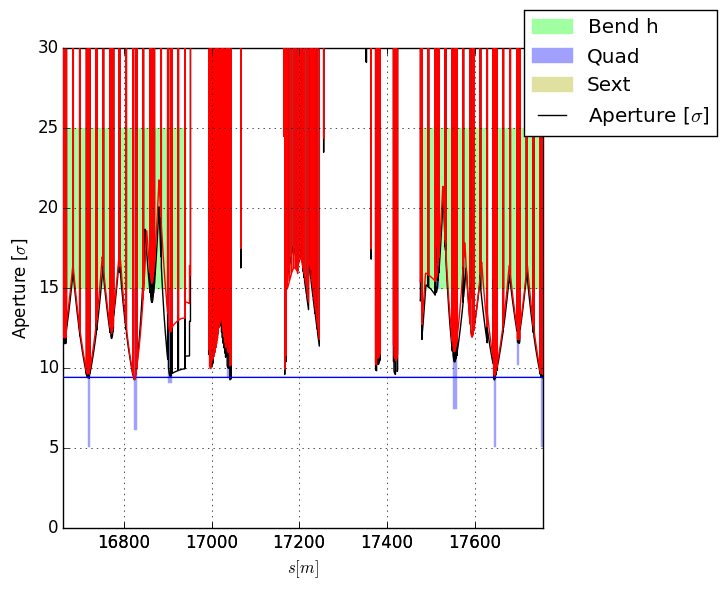 Bend h
Quad
Sext
Aperture [σ]
30
25
20
15
10
5
0
Aperture [σ]
16800 17000 17200 17400 17600
s[m]